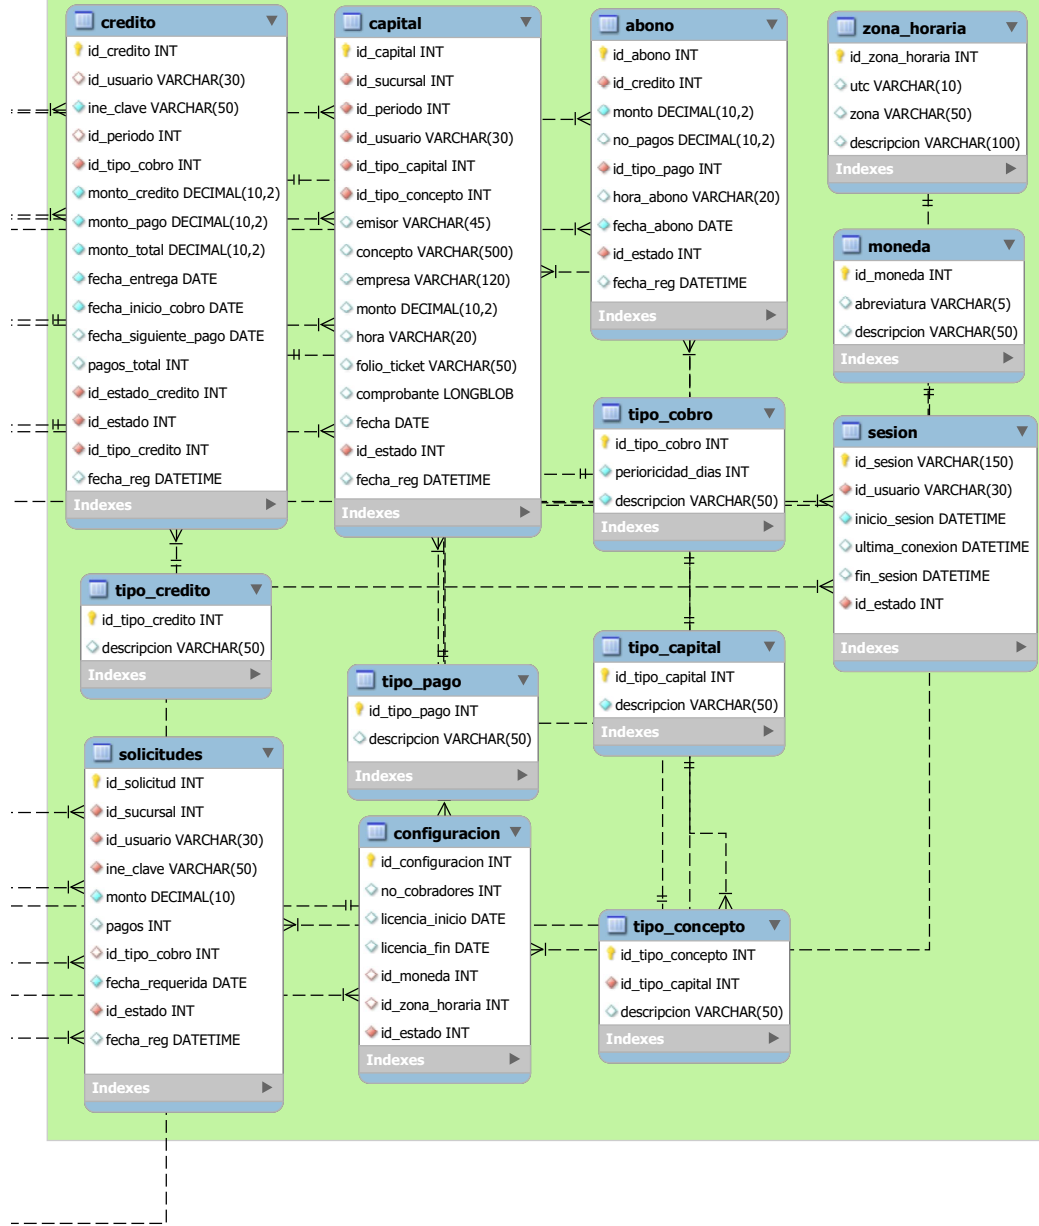 credito
id_credito INT
id_usuario VARCHAR(30)
ine_clave VARCHAR(50)
id_periodo INT
id_tipo_cobro INT
monto_credito DECIMAL(10,2)
monto_pago DECIMAL(10,2)
monto_total DECIMAL(10,2)
fecha_entrega DATE
fecha_inicio_cobro DATE
fecha_siguiente_pago DATE
pagos_total INT
id_estado_credito INT
id_estado INT
id_tipo_credito INT
fecha_reg DATETIME
Indexes
capital
id_capital INT
id_sucursal INT
id_periodo INT
id_usuario VARCHAR(30)
id_tipo_capital INT
id_tipo_concepto INT
emisor VARCHAR(45)
concepto VARCHAR(500)
empresa VARCHAR(120)
monto DECIMAL(10,2)
hora VARCHAR(20)
folio_ticket VARCHAR(50)
comprobante LONGBLOB
fecha DATE
id_estado INT
fecha_reg DATETIME
Indexes
abono
id_abono INT
id_credito INT
monto DECIMAL(10,2)
no_pagos DECIMAL(10,2)
id_tipo_pago INT
hora_abono VARCHAR(20)
fecha_abono DATE
id_estado INT
fecha_reg DATETIME
Indexes
zona_horaria
id_zona_horaria INT
utc VARCHAR(10)
zona VARCHAR(50)
descripcion VARCHAR(100)
Indexes
moneda
id_moneda INT
abreviatura VARCHAR(5)
descripcion VARCHAR(50)
Indexes
tipo_cobro
id_tipo_cobro INT
perioricidad_dias INT
descripcion VARCHAR(50)
Indexes
sesion
id_sesion VARCHAR(150)
id_usuario VARCHAR(30)
inicio_sesion DATETIME
ultima_conexion DATETIME
fin_sesion DATETIME
id_estado INT
Indexes
tipo_credito
id_tipo_credito INT
descripcion VARCHAR(50)
Indexes
tipo_pago
id_tipo_pago INT
descripcion VARCHAR(50)
Indexes
tipo_capital
id_tipo_capital INT
descripcion VARCHAR(50)
Indexes
solicitudes
id_solicitud INT
id_sucursal INT
id_usuario VARCHAR(30)
ine_clave VARCHAR(50)
monto DECIMAL(10)
pagos INT
id_tipo_cobro INT
fecha_requerida DATE
id_estado INT
fecha_reg DATETIME
Indexes
configuracion
id_configuracion INT
no_cobradores INT
licencia_inicio DATE
licencia_fin DATE
id_moneda INT
id_zona_horaria INT
id_estado INT
Indexes
tipo_concepto
id_tipo_concepto INT
id_tipo_capital INT
descripcion VARCHAR(50)
Indexes